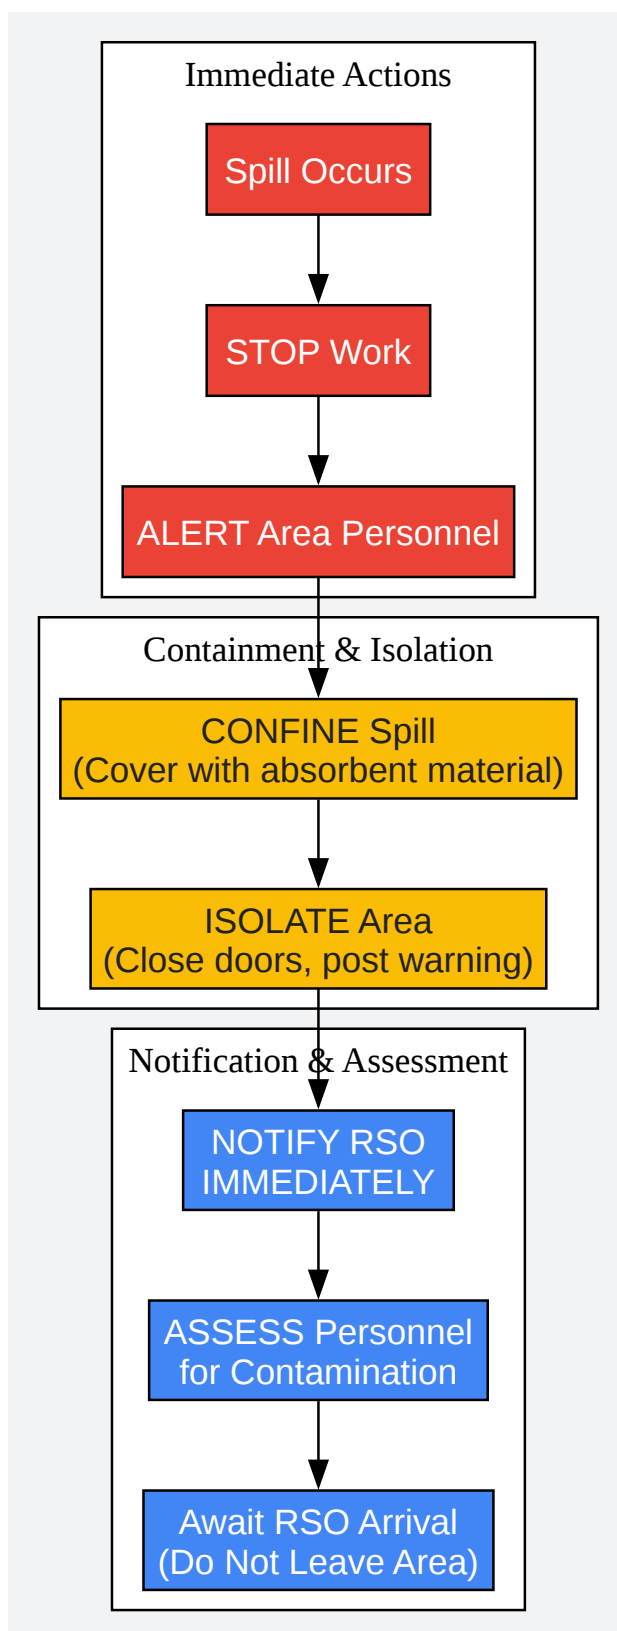 Immediate Actions
Spill Occurs
STOP Work
ALERT Area Personnel
Containment & Isolation
CONFINE Spill
(Cover with absorbent material)
ISOLATE Area
(Close doors, post warning)
Notification & Assessment
NOTIFY RSO
IMMEDIATELY
ASSESS Personnel
for Contamination
Await RSO Arrival
(Do Not Leave Area)